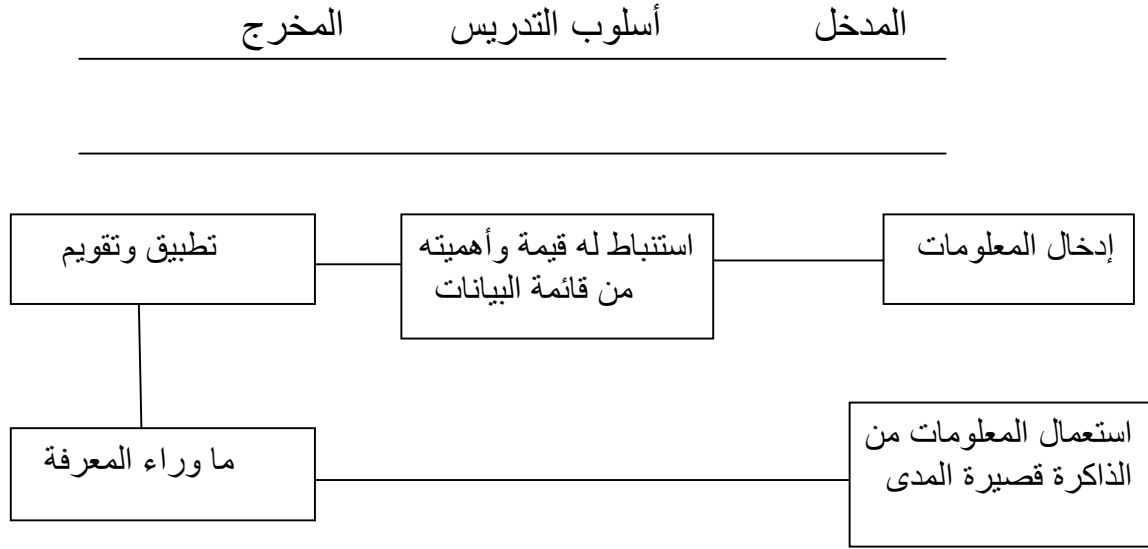 المدخل أسلوب التدريس المخرج
إدخال المعلومات
استنباط له قيمة وأهميته
من قائمة البيانات
تطبيق وتقويم
استعمال المعلومات من
الذاكرة قصيرة المدى
ما وراء المعرفة